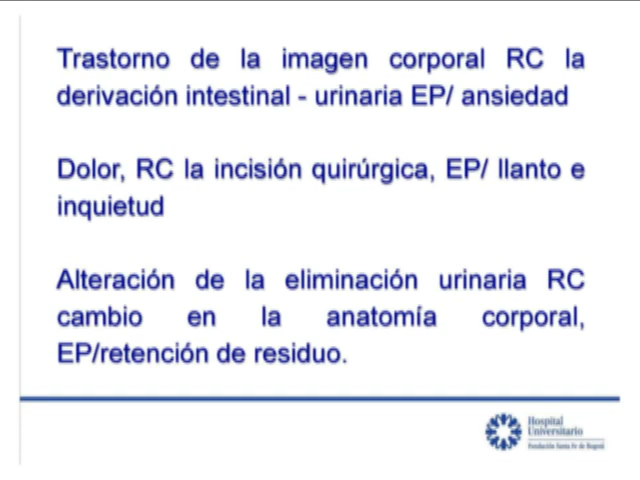 Trastorno de la imagen corporal RC la
derivación intestinal - urinaria EP/ ansiedad
Dolor, RC la incisión quirúrgica, EP/ llanto e
inquietud
Alteración de la eliminación urinaria RC
cambio en la anatomía corporal,
EP/retención de residuo.
Hospital
Universitario
Fundación Santa Fe de Bogotá